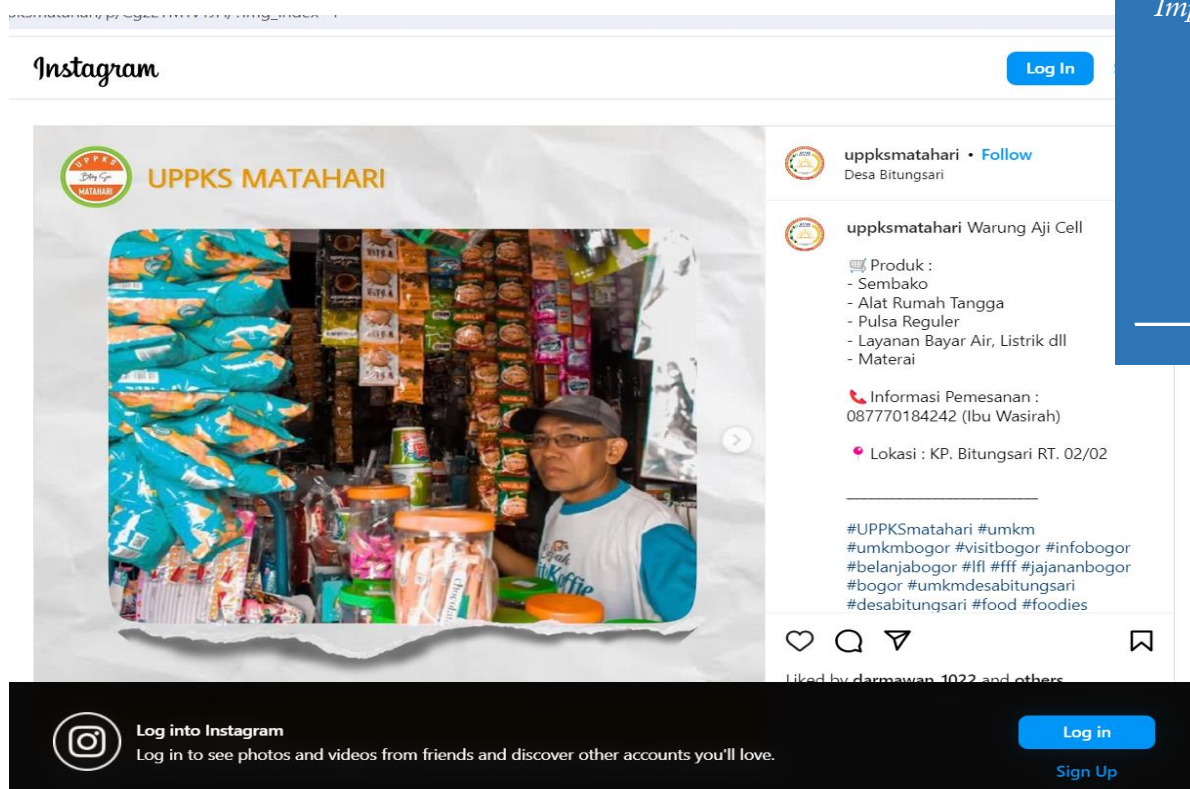 Instagram
Log In
UPPKS
Bitung Sari
MATAHARI
UPPKS MATAHARI
uppksmatahari • Follow
Desa Bitungsari
uppksmatahari Warung Aji Cell
🛒 Produk :
- Sembako
- Alat Rumah Tangga
- Pulsa Reguler
- Layanan Bayar Air, Listrik dll
- Materai
📞 Informasi Pemesanan :
087770184242 (Ibu Wasirah)
📍 Lokasi : KP. Bitungsari RT. 02/02
#UPPKSmatahari #umkm
#umkmbogor #visitbogor #infobogor
#belanjabogor #lfl #fff #jajananbogor
#bogor #umkmdesabitungsari
#desabitungsari #food #foodies
Liked by darmawan_1022 and others
Log into Instagram
Log in to see photos and videos from friends and discover other accounts you'll love.
Log in
Sign Up